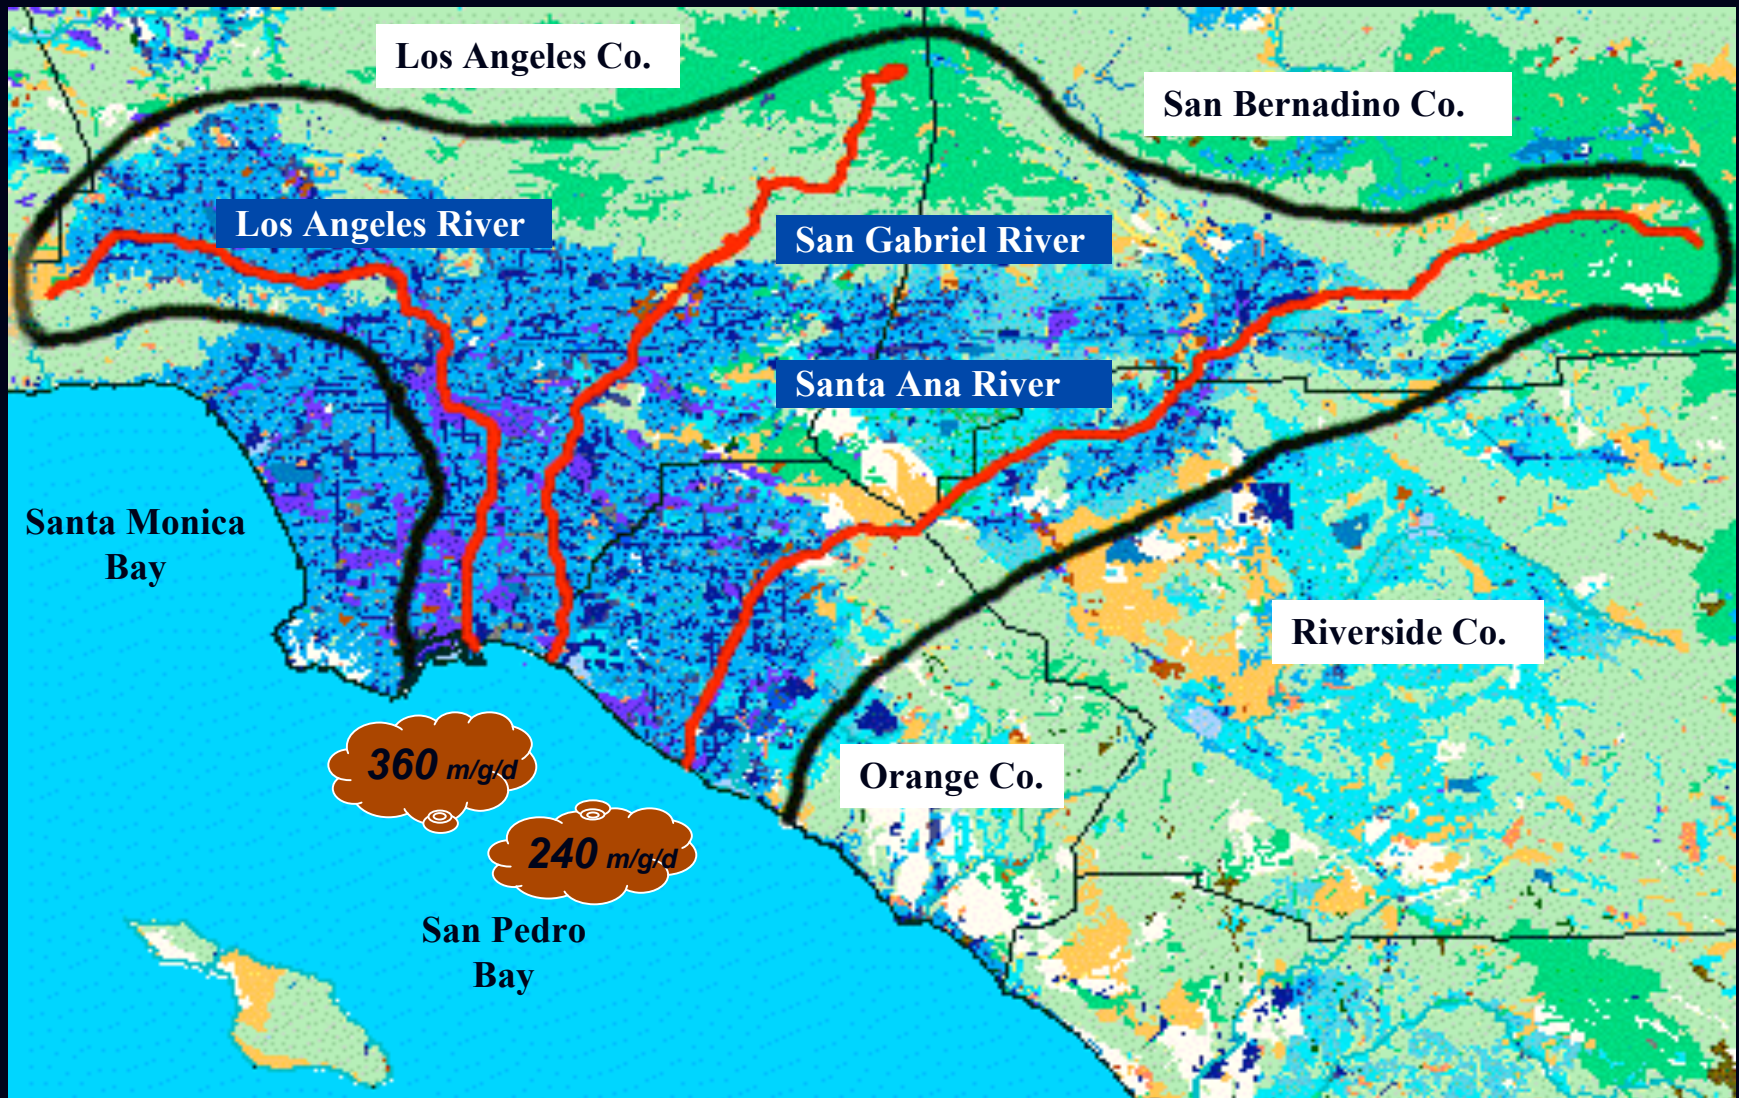 Los Angeles Co.
San Bernadino Co.
Los Angeles River
San Gabriel River
Santa Ana River
Santa Monica
Bay
Riverside Co.
360 m/g/d
Orange Co.
240 m/g/d
San Pedro
Bay